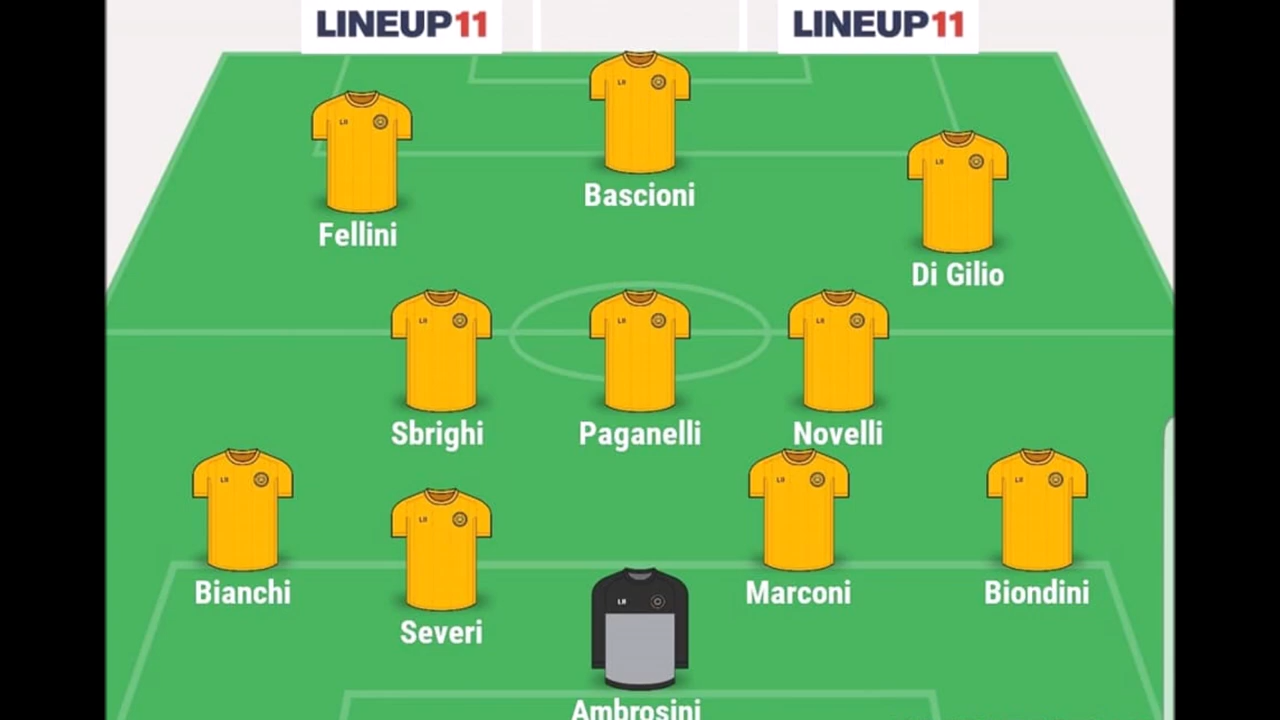 LINEUP11 LINEUP11
Bascioni
Fellini
Di Gilio
Sbrighi Paganelli Novelli
Bianchi Marconi Biondini
Severi
Ambrosini